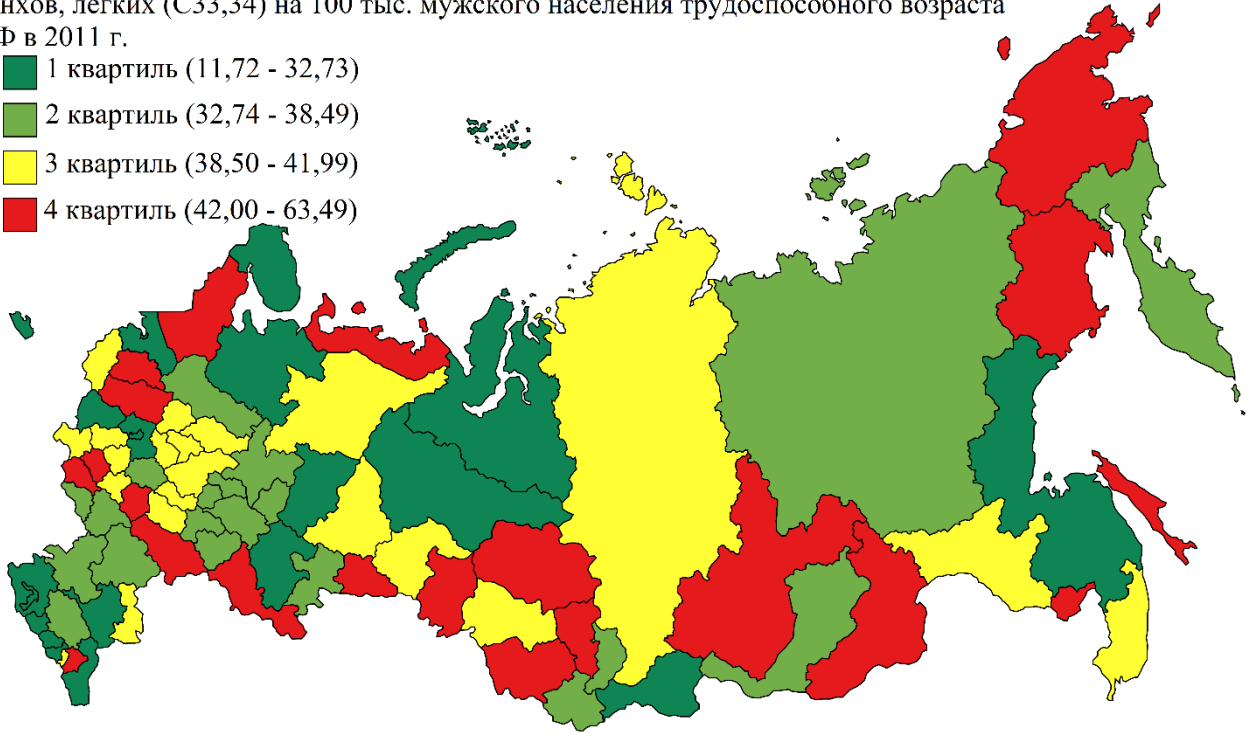 нхов, легких (С33,34) на 100 тыс. мужского населения трудоспособного возраста
Ф в 2011 г.
1 квартиль (11,72 - 32,73)
2 квартиль (32,74 - 38,49)
3 квартиль (38,50 - 41,99)
4 квартиль (42,00 - 63,49)